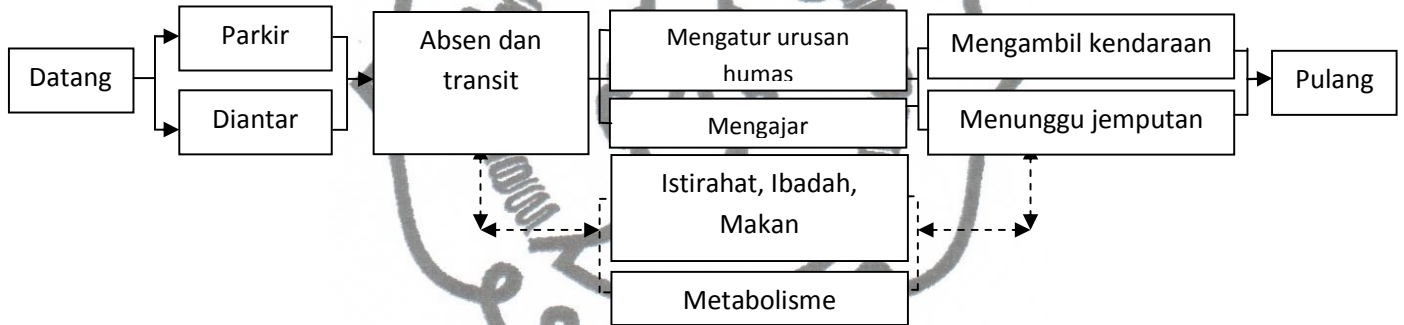 Datang
Parkir
Diantar
Absen dan
transit
Mengatur urusan
humas
Mengajar
Istirahat, Ibadah,
Makan
Metabolisme
Mengambil kendaraan
Menunggu jemputan
Pulang